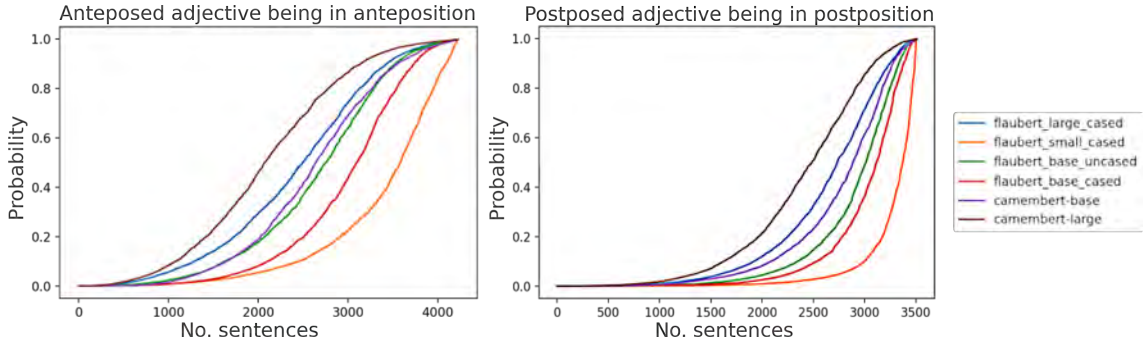 Anteposed adjective being in anteposition
1.0
0.8
0.6
0.4
0.2
0.0
Probability
0 1000 2000 3000 4000
No. sentences
Postposed adjective being in postposition
1.0
0.8
0.6
0.4
0.2
0.0
Probability
0 500 1000 1500 2000 2500 3000 3500
No. sentences
flaubert_large_cased
flaubert_small_cased
flaubert_base_uncased
flaubert_base_cased
camembert-base
camembert-large